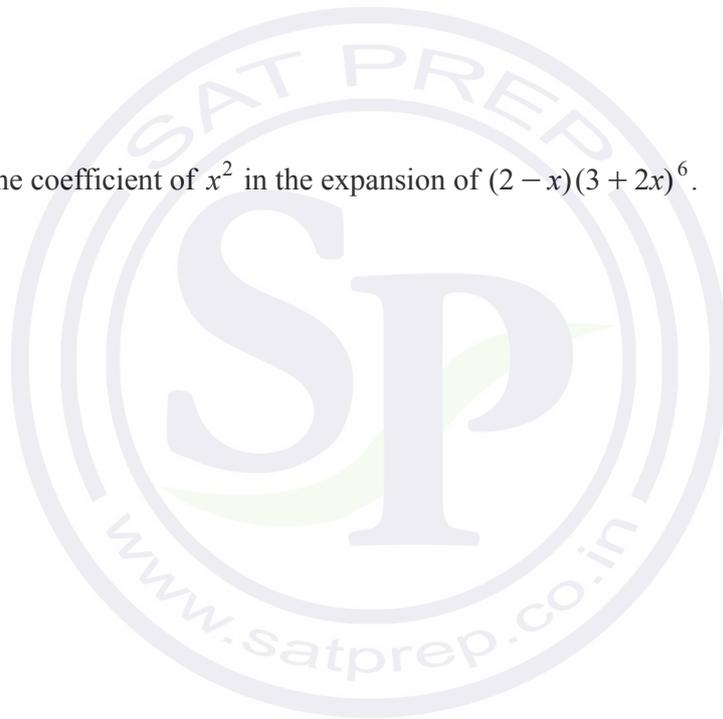 SAT PREP
he coefficient of x² in the expansion of (2 − x)(3 + 2x)⁶.
SP
www.satprep.co.in